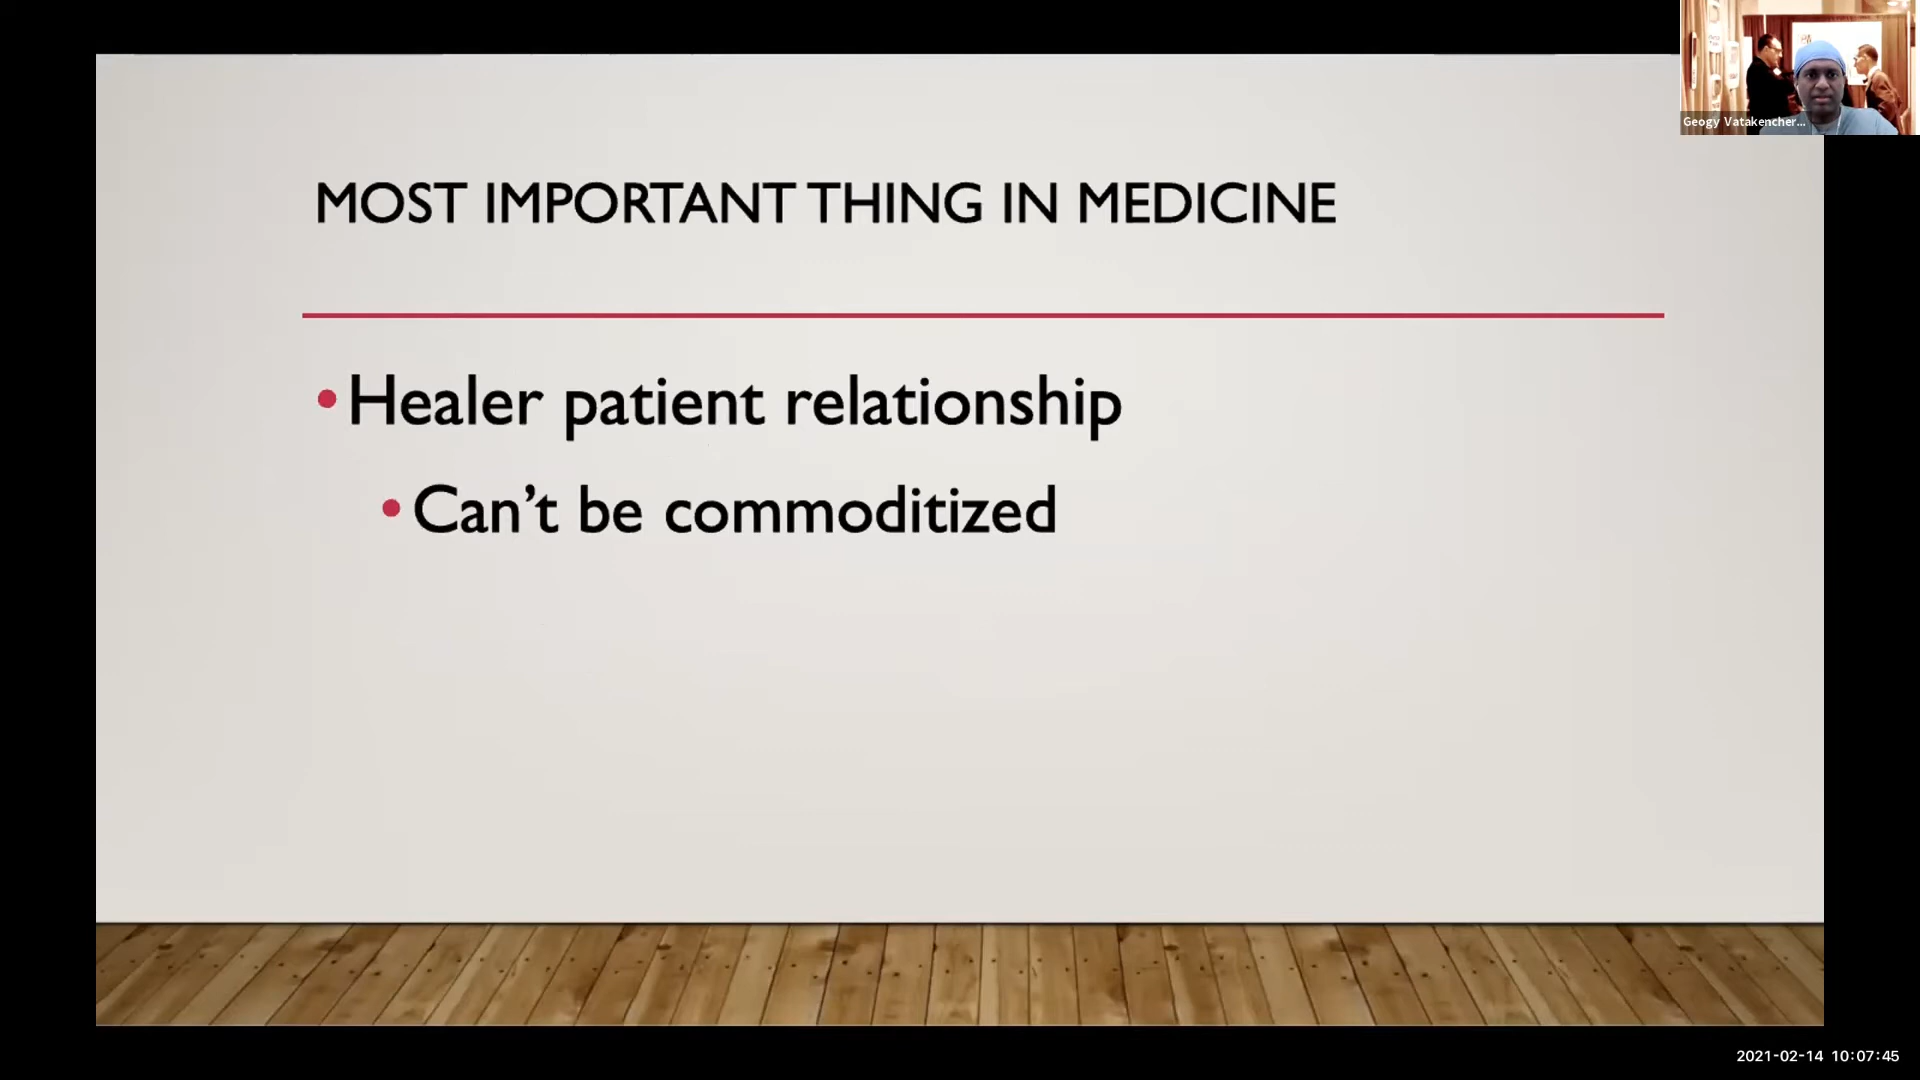 Geogy Vatakencher...
MOST IMPORTANT THING IN MEDICINE
•Healer patient relationship
•Can’t be commoditized
2021-02-14 10:07:45